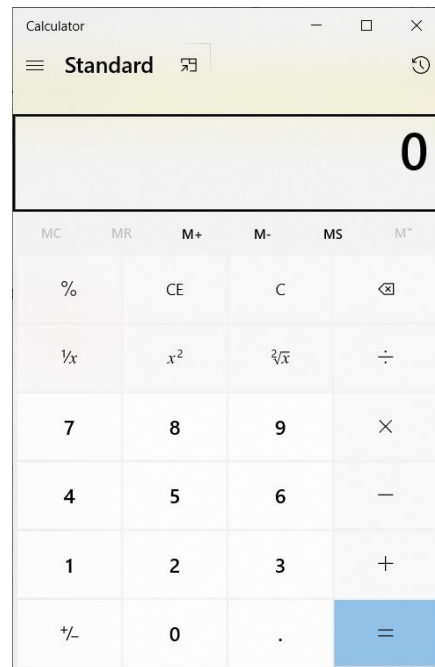 Calculator
Standard
0
MC MR M+ M- MS M˅
% CE C
¹/x x² ²√x ÷
7 8 9 ×
4 5 6 −
1 2 3 +
+/− 0 . =